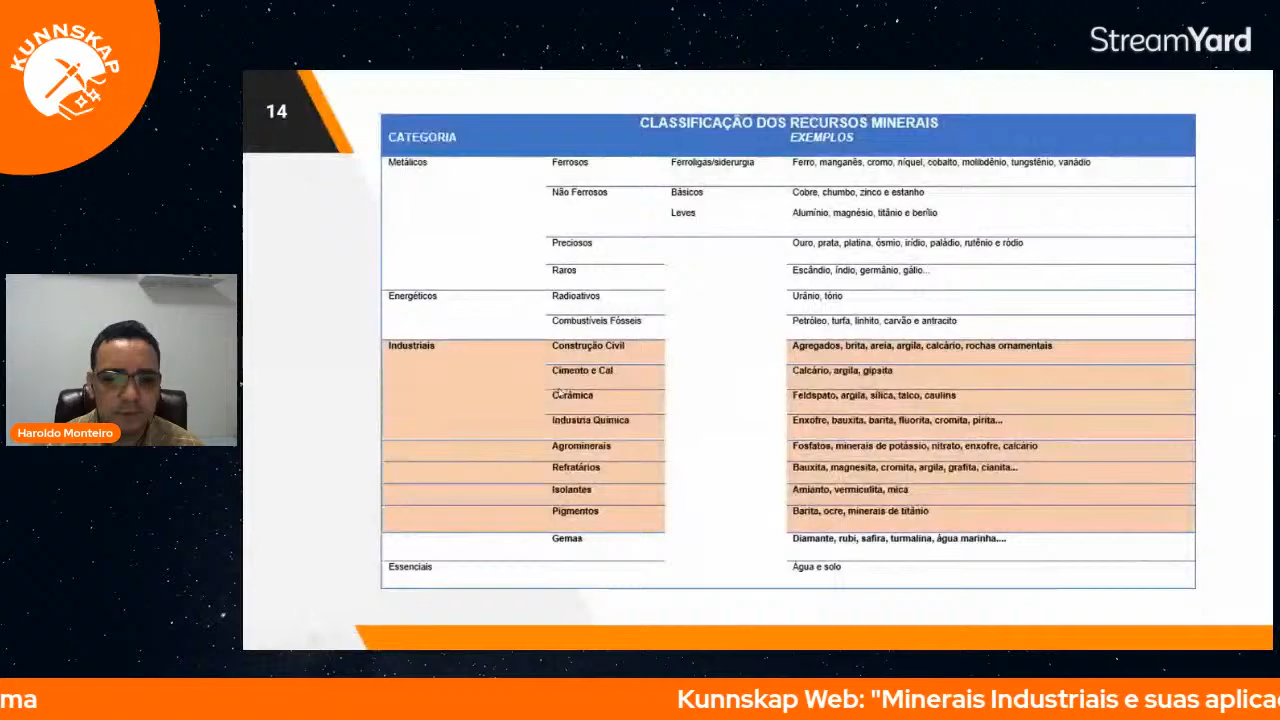 KUNNSKAP
StreamYard
14
CLASSIFICAÇÃO DOS RECURSOS MINERAIS
CATEGORIA EXEMPLOS
Metálicos Ferrosos Ferroligas/siderurgia Ferro, manganês, cromo, níquel, cobalto, molibdênio, tungstênio, vanádio
Não Ferrosos Básicos Cobre, chumbo, zinco e estanho
Leves Alumínio, magnésio, titânio e berílio
Preciosos Ouro, prata, platina, ósmio, irídio, paládio, rutênio e ródio
Raros Escândio, índio, germânio, gálio...
Energéticos Radioativos Urânio, tório
Combustíveis Fósseis Petróleo, turfa, linhito, carvão e antracito
Industriais Construção Civil Agregados, brita, areia, argila, calcário, rochas ornamentais
Cimento e Cal Calcário, argila, gipsita
Cerâmica Feldspato, argila, sílica, talco, caulins
Industria Química Enxofre, bauxita, barita, fluorita, cromita, pirita...
Agrominerais Fosfatos, minerais de potássio, nitrato, enxofre, calcário
Refratários Bauxita, magnesita, cromita, argila, grafita, cianita...
Isolantes Amianto, vermiculita, mica
Pigmentos Barita, ocre, minerais de titânio
Gemas Diamante, rubi, safira, turmalina, água marinha....
Essenciais Água e solo
Haroldo Monteiro
ma Kunnskap Web: "Minerais Industriais e suas aplica